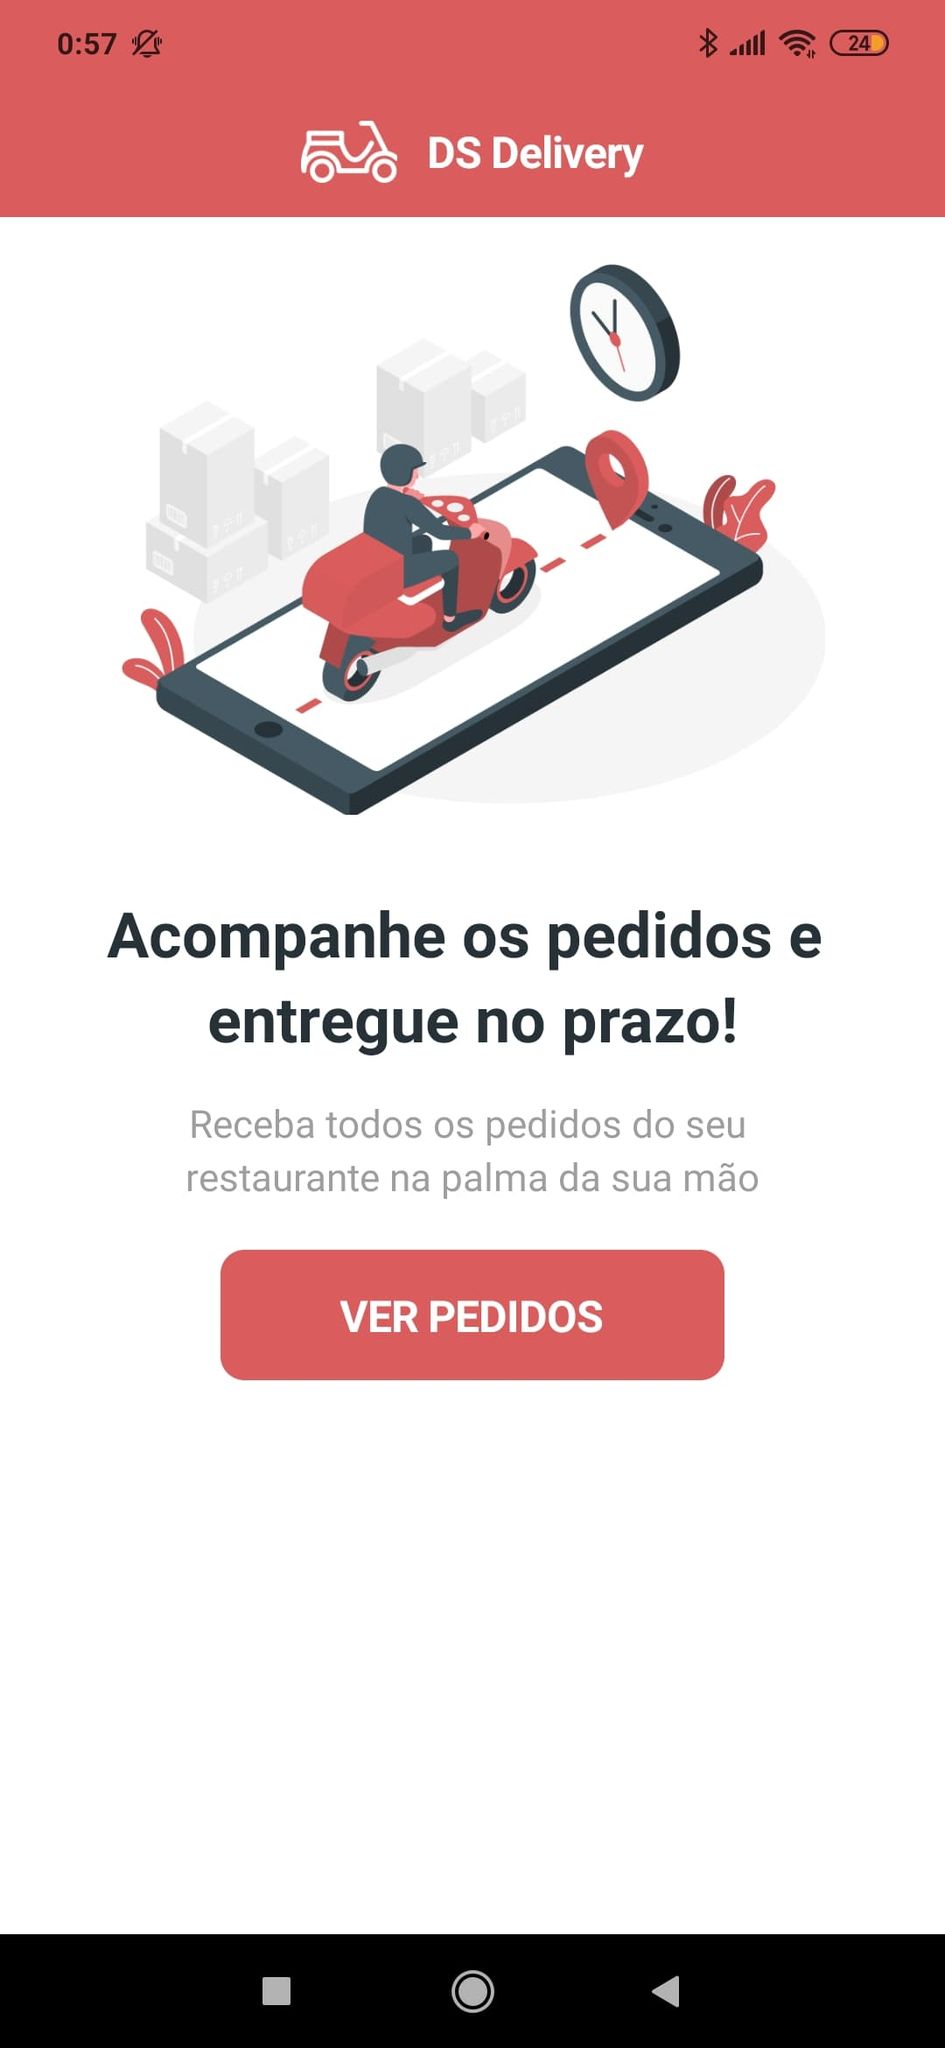 0:57
24
DS Delivery
Acompanhe os pedidos e
entregue no prazo!
Receba todos os pedidos do seu
restaurante na palma da sua mão
VER PEDIDOS